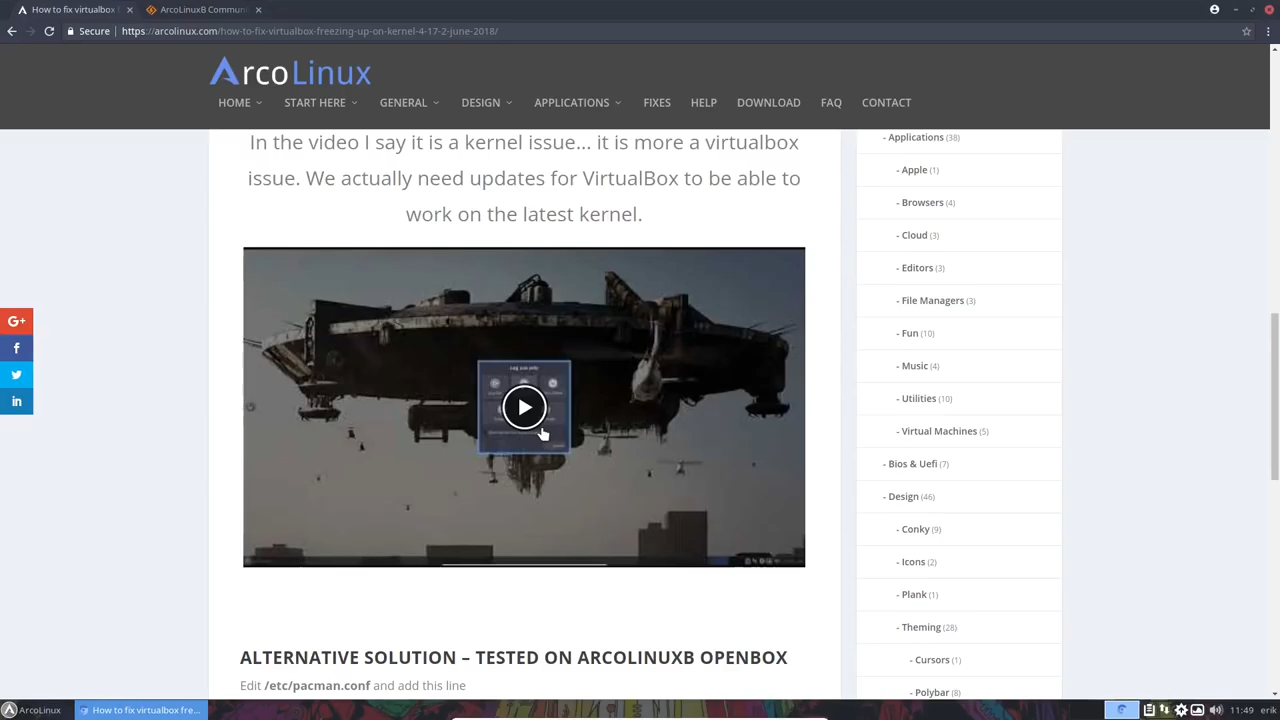 How to fix virtualbox
ArcoLinuxB Commun
Secure
https://arcolinux.com/how-to-fix-virtualbox-freezing-up-on-kernel-4-17-2-june-2018/
ArcoLinux
HOME
START HERE
GENERAL
DESIGN
APPLICATIONS
FIXES
HELP
DOWNLOAD
FAQ
CONTACT
In the video I say it is a kernel issue... it is more a virtualbox
issue. We actually need updates for VirtualBox to be able to
work on the latest kernel.
G+
f
in
ALTERNATIVE SOLUTION – TESTED ON ARCOLINUXB OPENBOX
Edit /etc/pacman.conf and add this line
- Applications (38)
- Apple (1)
- Browsers (4)
- Cloud (3)
- Editors (3)
- File Managers (3)
- Fun (10)
- Music (4)
- Utilities (10)
- Virtual Machines (5)
- Bios & Uefi (7)
- Design (46)
- Conky (9)
- Icons (2)
- Plank (1)
- Theming (28)
- Cursors (1)
- Polybar (8)
ArcoLinux
How to fix virtualbox fre...
11:49
erik